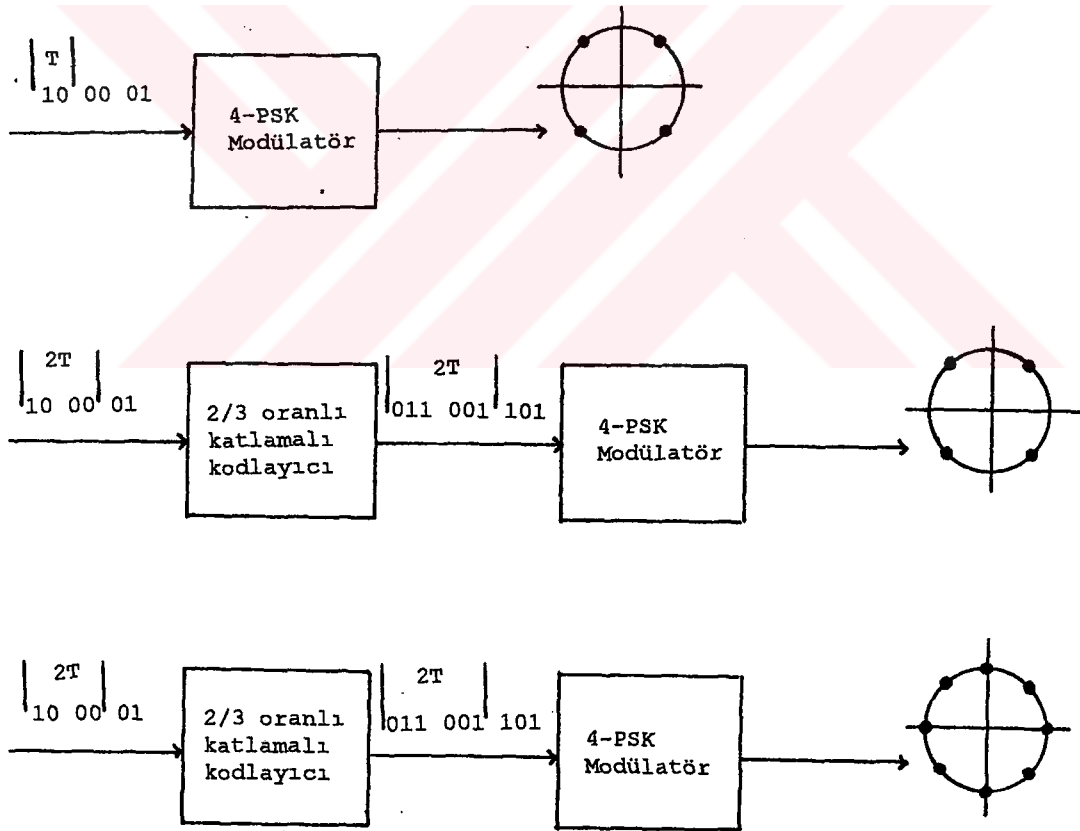 T
10 00 01
4-PSK
Modülatör
2T
10 00 01
2/3 oranlı
katlamalı
kodlayıcı
2T
011 001 101
4-PSK
Modülatör
2T
10 00 01
2/3 oranlı
katlamalı
kodlayıcı
2T
011 001 101
4-PSK
Modülatör